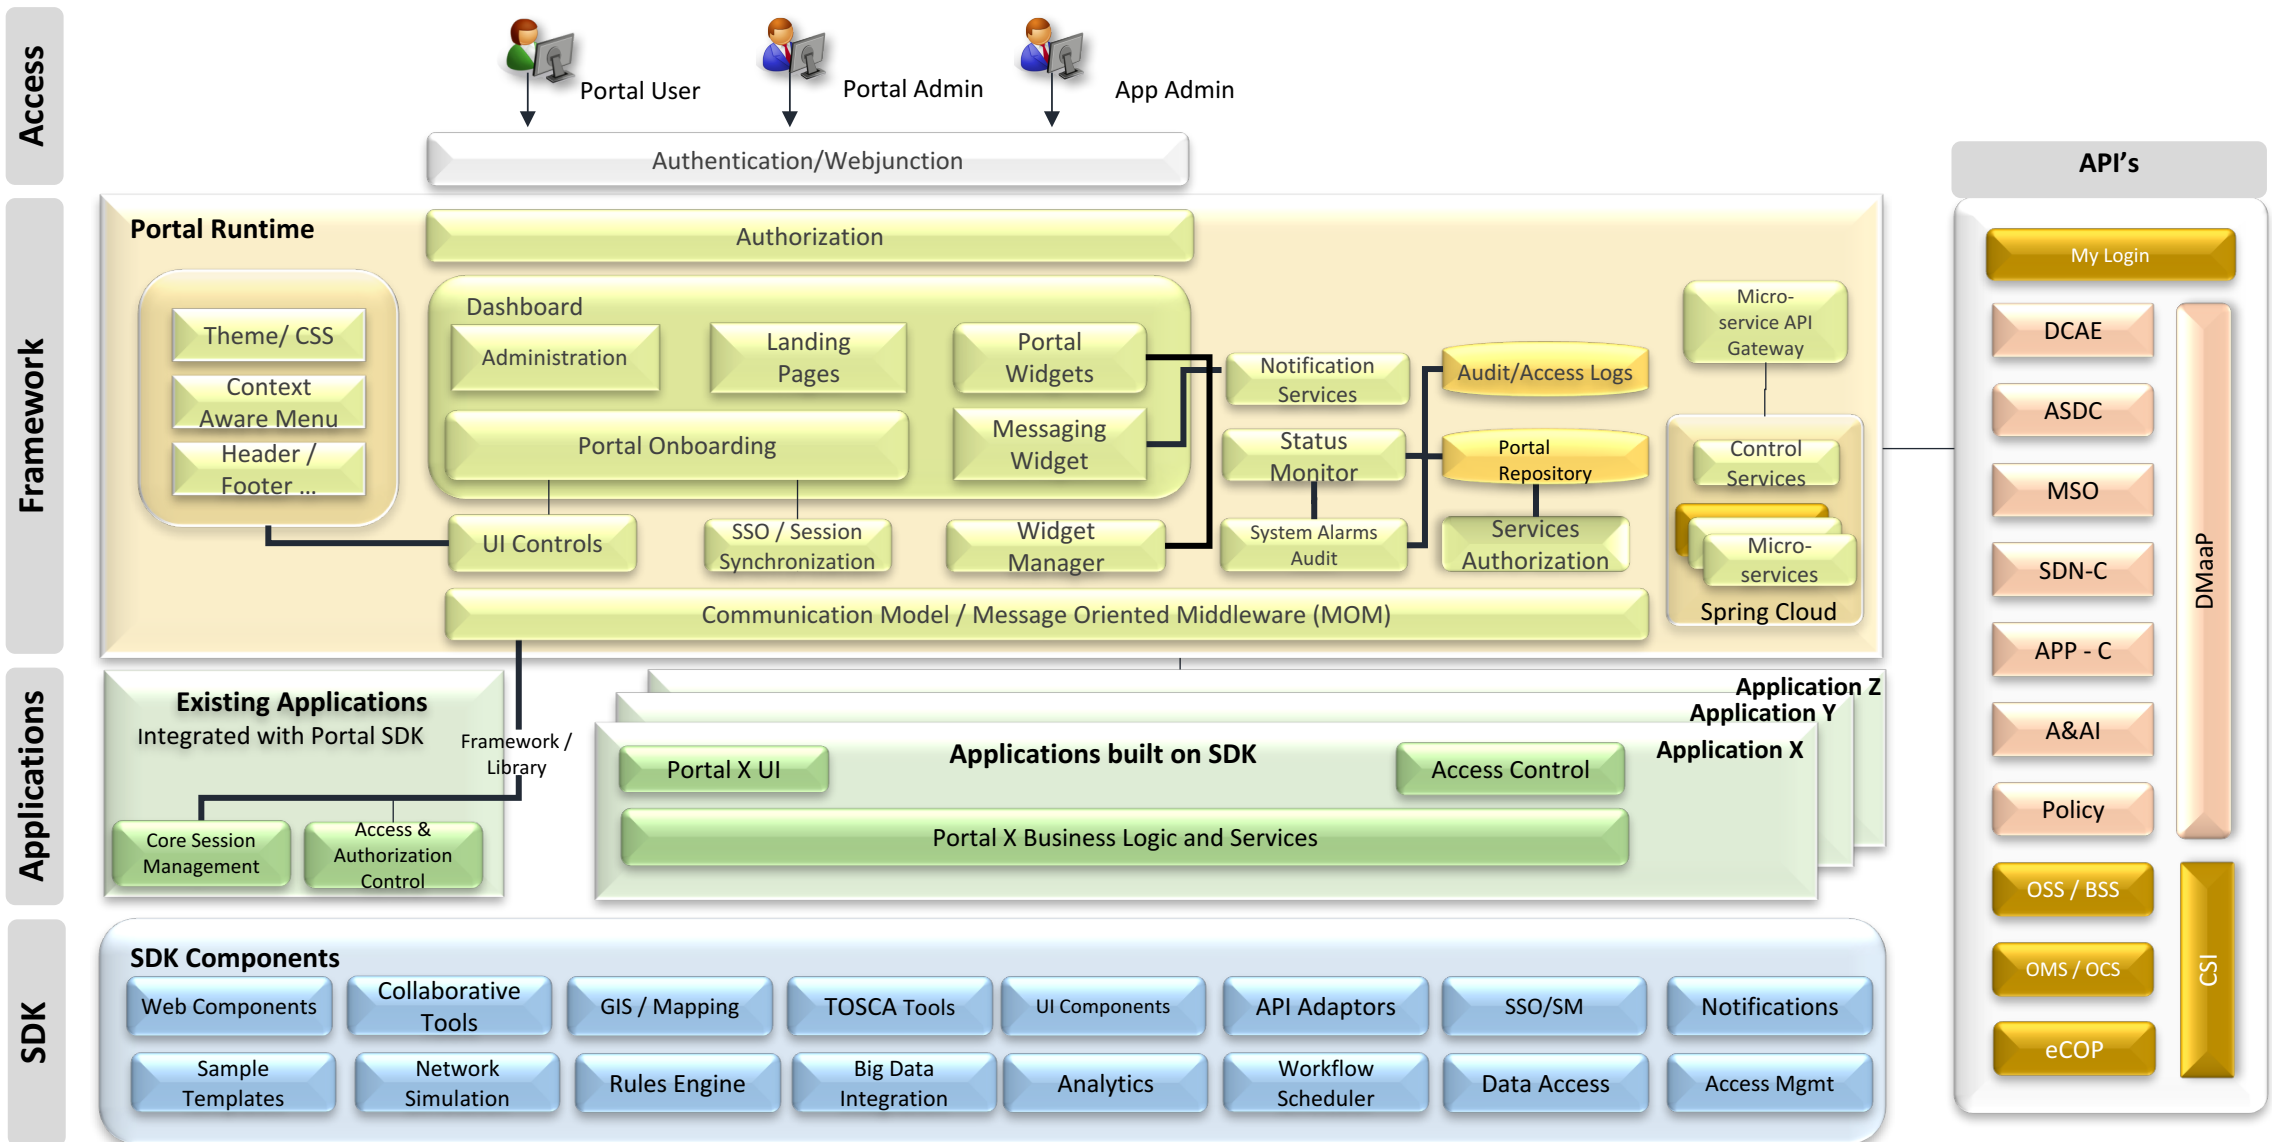 Access
Portal User
Portal Admin
App Admin
Authentication/Webjunction
Framework
Portal Runtime
Authorization
Theme/ CSS
Context
Aware Menu
Header /
Footer ...
Dashboard
Administration
Landing
Pages
Portal
Widgets
Portal Onboarding
Messaging
Widget
UI Controls
SSO / Session
Synchronization
Widget
Manager
Notification
Services
Status
Monitor
System Alarms
Audit
Audit/Access Logs
Portal
Repository
Services
Authorization
Micro-
service API
Gateway
Control
Services
Micro-
services
Spring Cloud
Communication Model / Message Oriented Middleware (MOM)
Applications
Existing Applications
Integrated with Portal SDK
Framework /
Library
Core Session
Management
Access &
Authorization
Control
Application Z
Application Y
Application X
Applications built on SDK
Portal X UI
Access Control
Portal X Business Logic and Services
SDK
SDK Components
Web Components
Collaborative
Tools
GIS / Mapping
TOSCA Tools
UI Components
API Adaptors
SSO/SM
Notifications
Sample
Templates
Network
Simulation
Rules Engine
Big Data
Integration
Analytics
Workflow
Scheduler
Data Access
Access Mgmt
API's
My Login
DCAE
ASDC
MSO
SDN-C
APP - C
A&AI
Policy
DMaaP
OSS / BSS
OMS / OCS
eCOP
CSI